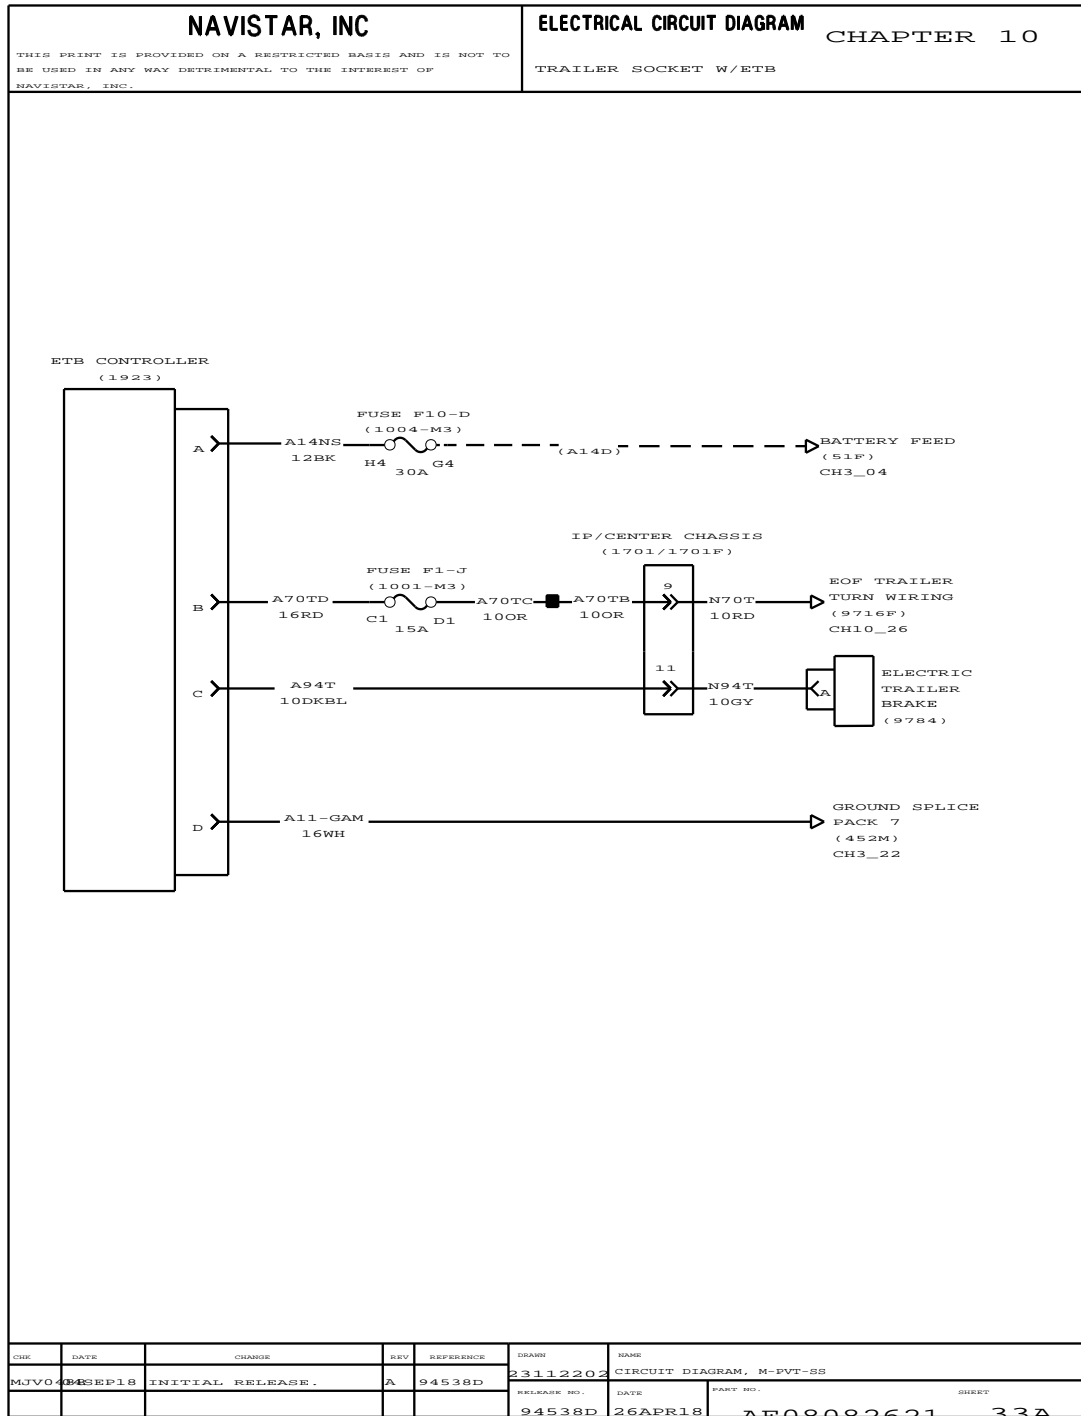 NAVISTAR, INC
THIS PRINT IS PROVIDED ON A RESTRICTED BASIS AND IS NOT TO
BE USED IN ANY WAY DETRIMENTAL TO THE INTEREST OF
NAVISTAR, INC.
ELECTRICAL CIRCUIT DIAGRAM
CHAPTER 10
TRAILER SOCKET W/ETB
ETB CONTROLLER
(1923)
FUSE F10-D
(1004-M3)
A
A14NS
12BK
H4
G4
30A
(A14D)
BATTERY FEED
(51F)
CH3_04
IP/CENTER CHASSIS
(1701/1701F)
FUSE F1-J
(1001-M3)
B
A70TD
16RD
C1
D1
15A
A70TC
10OR
A70TB
10OR
9
N70T
10RD
EOF TRAILER
TURN WIRING
(9716F)
CH10_26
C
A94T
10DKBL
11
N94T
10GY
A
ELECTRIC
TRAILER
BRAKE
(9784)
D
A11-GAM
16WH
GROUND SPLICE
PACK 7
(452M)
CH3_22
CHK
DATE
CHANGE
REV
REFERENCE
DRAWN
NAME
SEP18
INITIAL RELEASE.
A
94538D
23112202
CIRCUIT DIAGRAM, M-PVT-SS
RELEASE NO.
DATE
PART NO.
SHEET
94538D
26APR18
AF08082621
33A